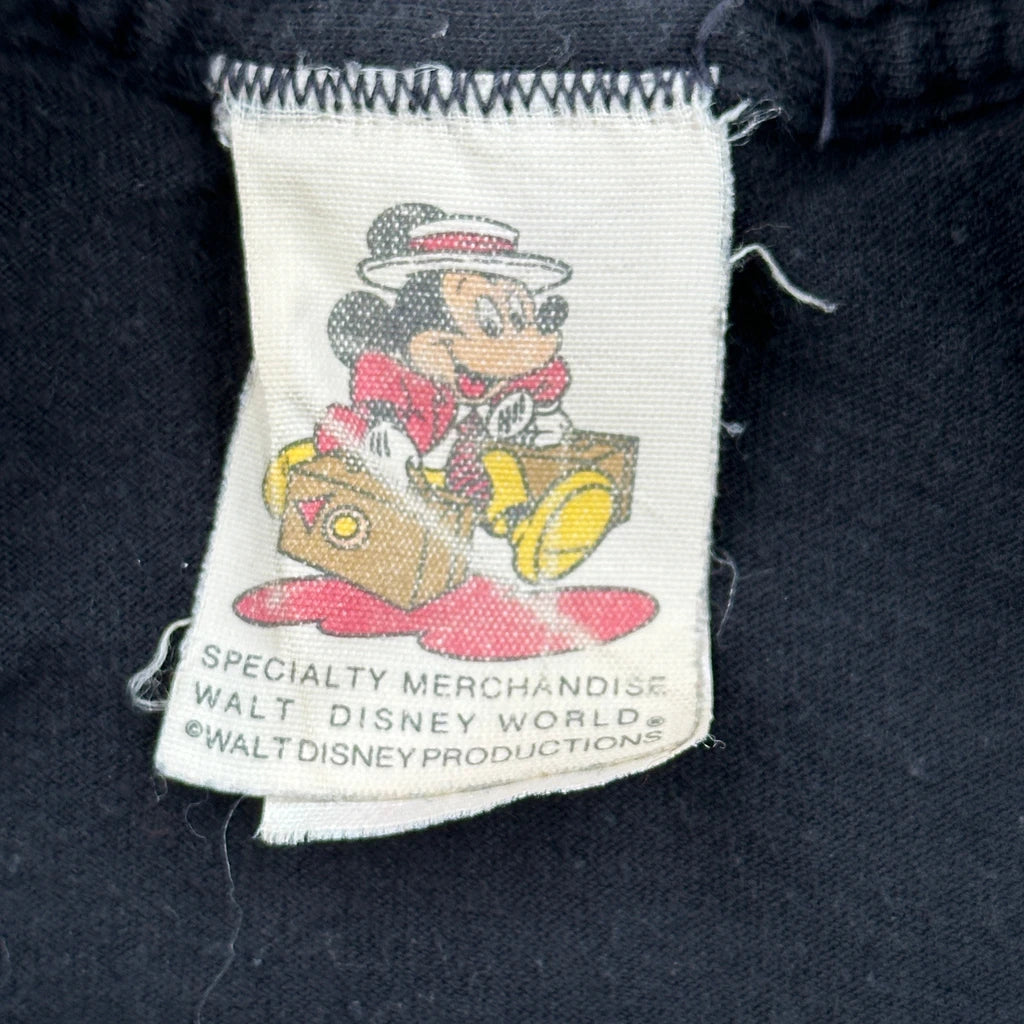 SPECIALTY MERCHANDISE
WALT DISNEY WORLD®
©WALT DISNEY PRODUCTIONS